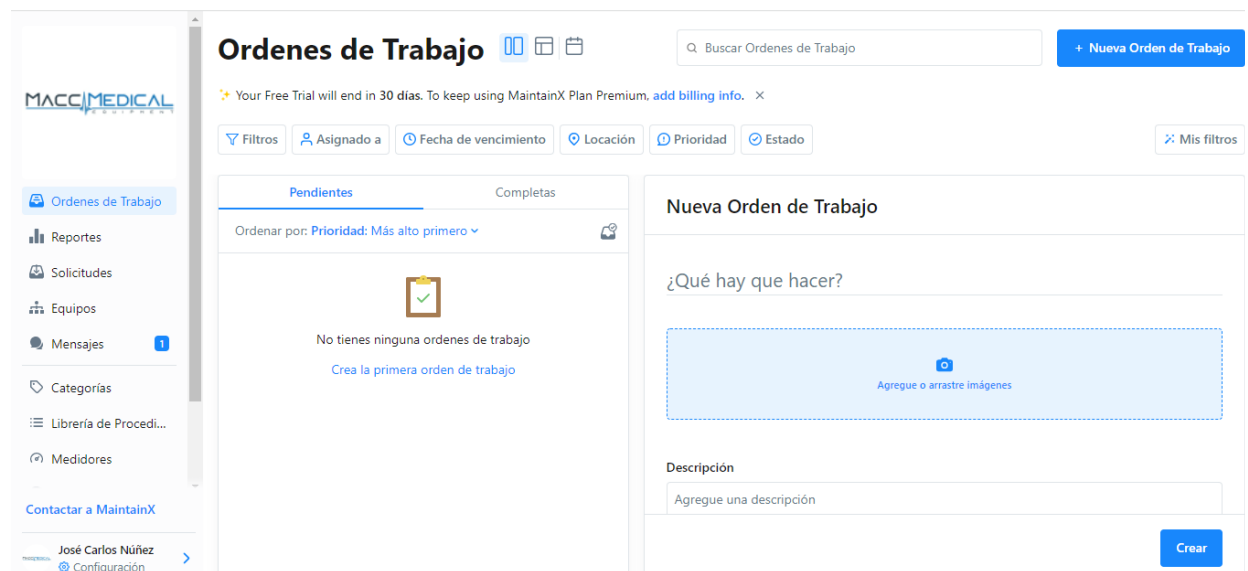 MACC MEDICAL
EQUIPMENT
Ordenes de Trabajo
Reportes
Solicitudes
Equipos
Mensajes 1
Categorías
Librería de Procedi...
Medidores
Contactar a MaintainX
José Carlos Núñez
Configuración
Ordenes de Trabajo
Buscar Ordenes de Trabajo
+ Nueva Orden de Trabajo
Your Free Trial will end in 30 días. To keep using MaintainX Plan Premium, add billing info. ×
Filtros Asignado a Fecha de vencimiento Locación Prioridad Estado Mis filtros
Pendientes Completas
Ordenar por: Prioridad: Más alto primero
No tienes ninguna ordenes de trabajo
Crea la primera orden de trabajo
Nueva Orden de Trabajo
¿Qué hay que hacer?
Agregue o arrastre imágenes
Descripción
Agregue una descripción
Crear